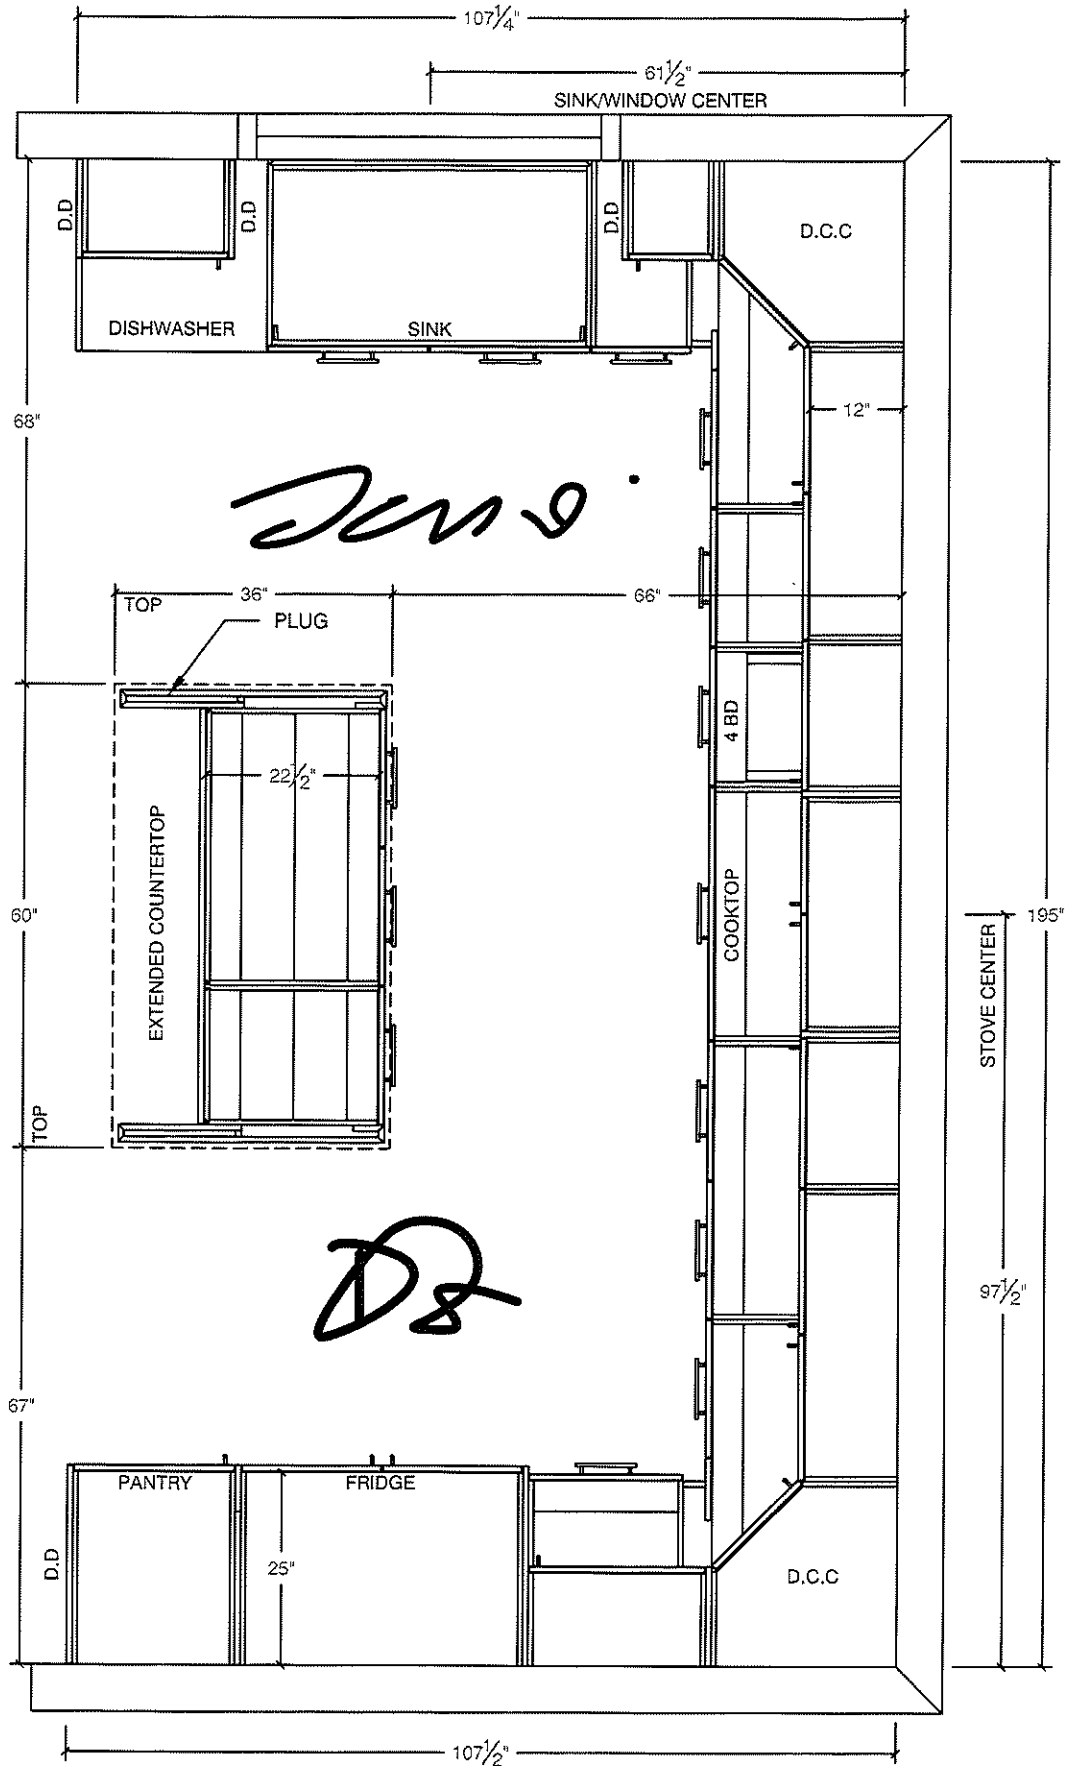 107½"
61½"
SINK/WINDOW CENTER
D.D
D.D
D.D
D.C.C
DISHWASHER
SINK
12"
68"
36"
66"
TOP
PLUG
4 BD
22½"
EXTENDED COUNTERTOP
COOKTOP
60"
195"
STOVE CENTER
TOP
97½"
67"
PANTRY
FRIDGE
D.D
25"
D.C.C
107½"